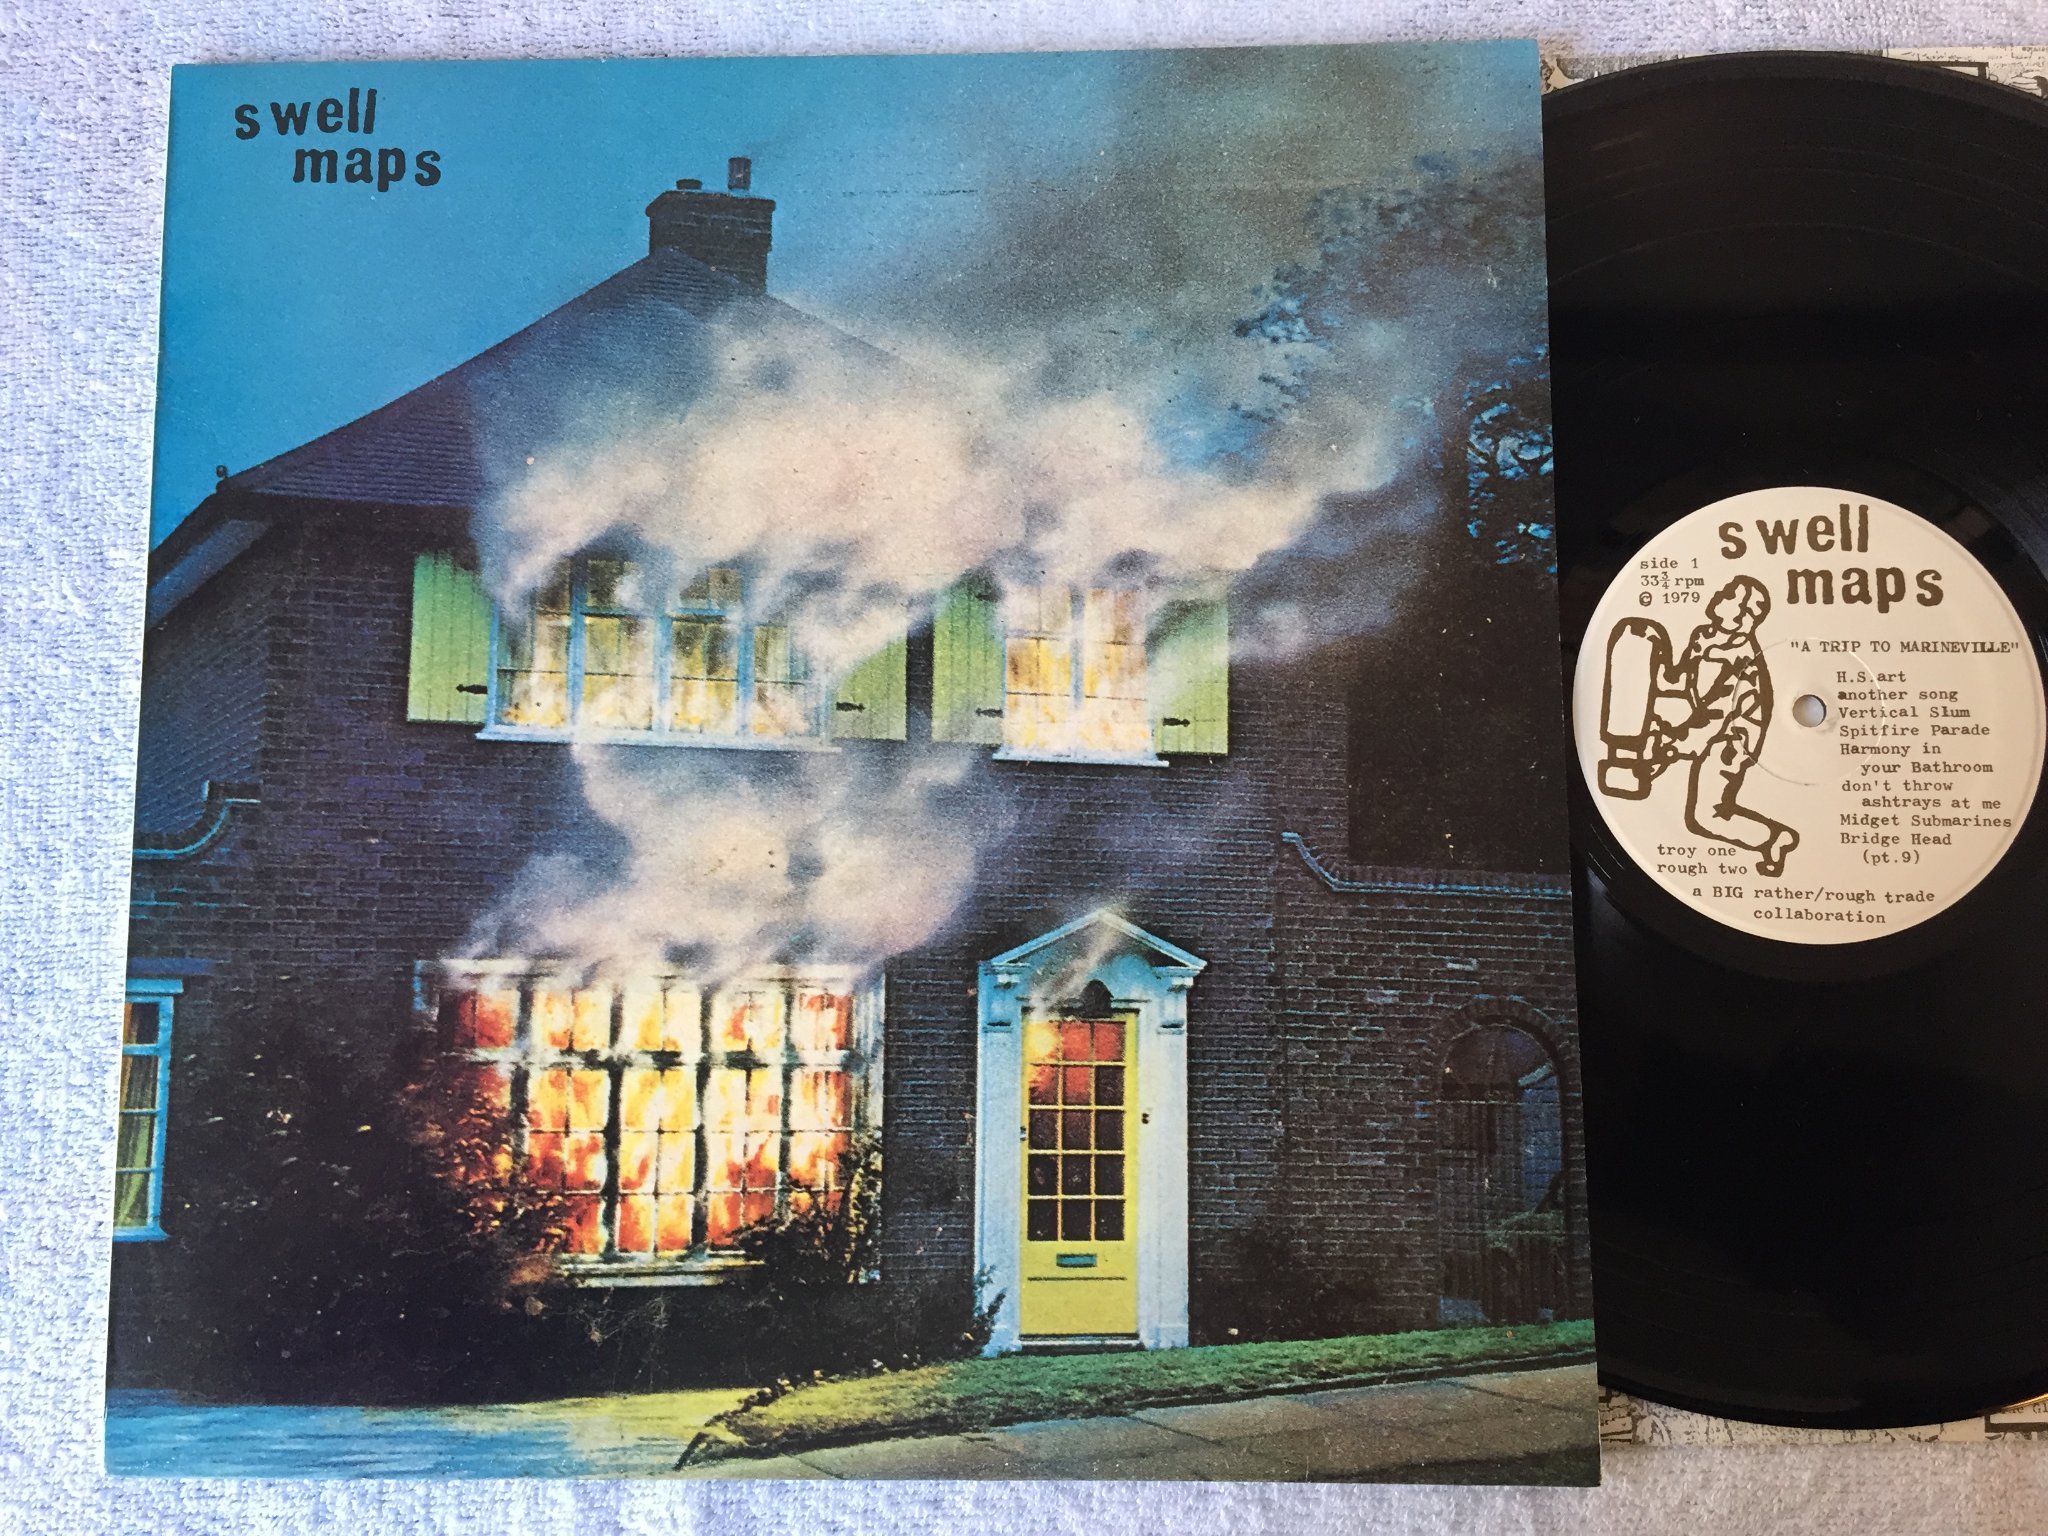 swell
maps
swell
maps
side 1
33¾ rpm
© 1979
"A TRIP TO MARINEVILLE"
H.S.art
another song
Vertical Slum
Spitfire Parade
Harmony in
your Bathroom
don't throw
ashtrays at me
Midget Submarines
Bridge Head
(pt.9)
troy one
rough two
a BIG rather/rough trade
collaboration